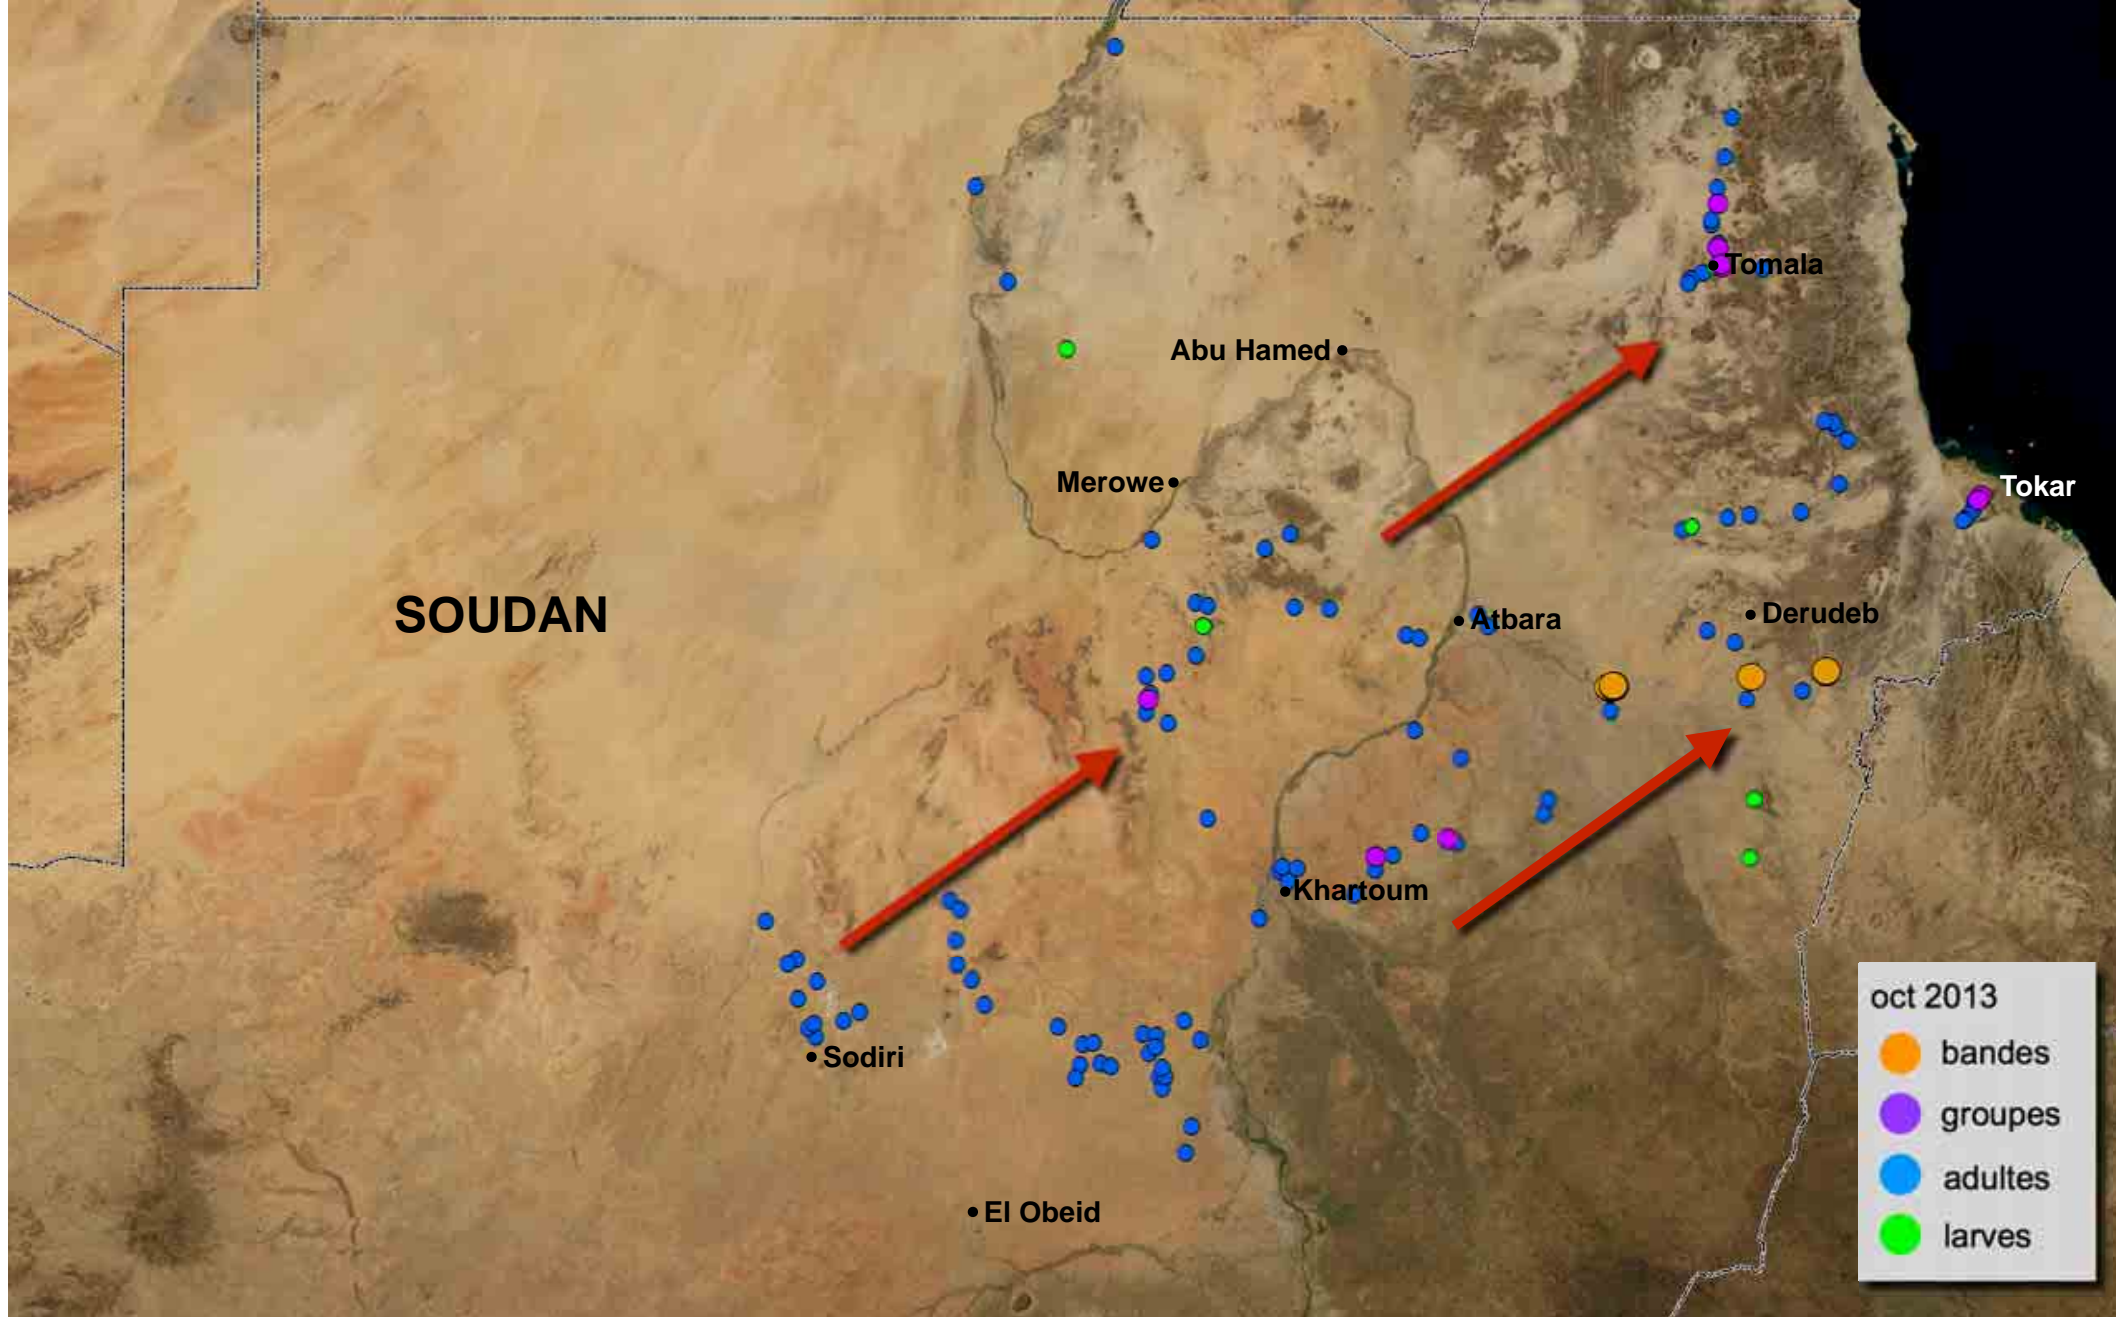 Tomala
Abu Hamed
Merowe
Tokar
SOUDAN
Atbara
Derudeb
Khartoum
Sodiri
El Obeid
oct 2013
bandes
groupes
adultes
larves